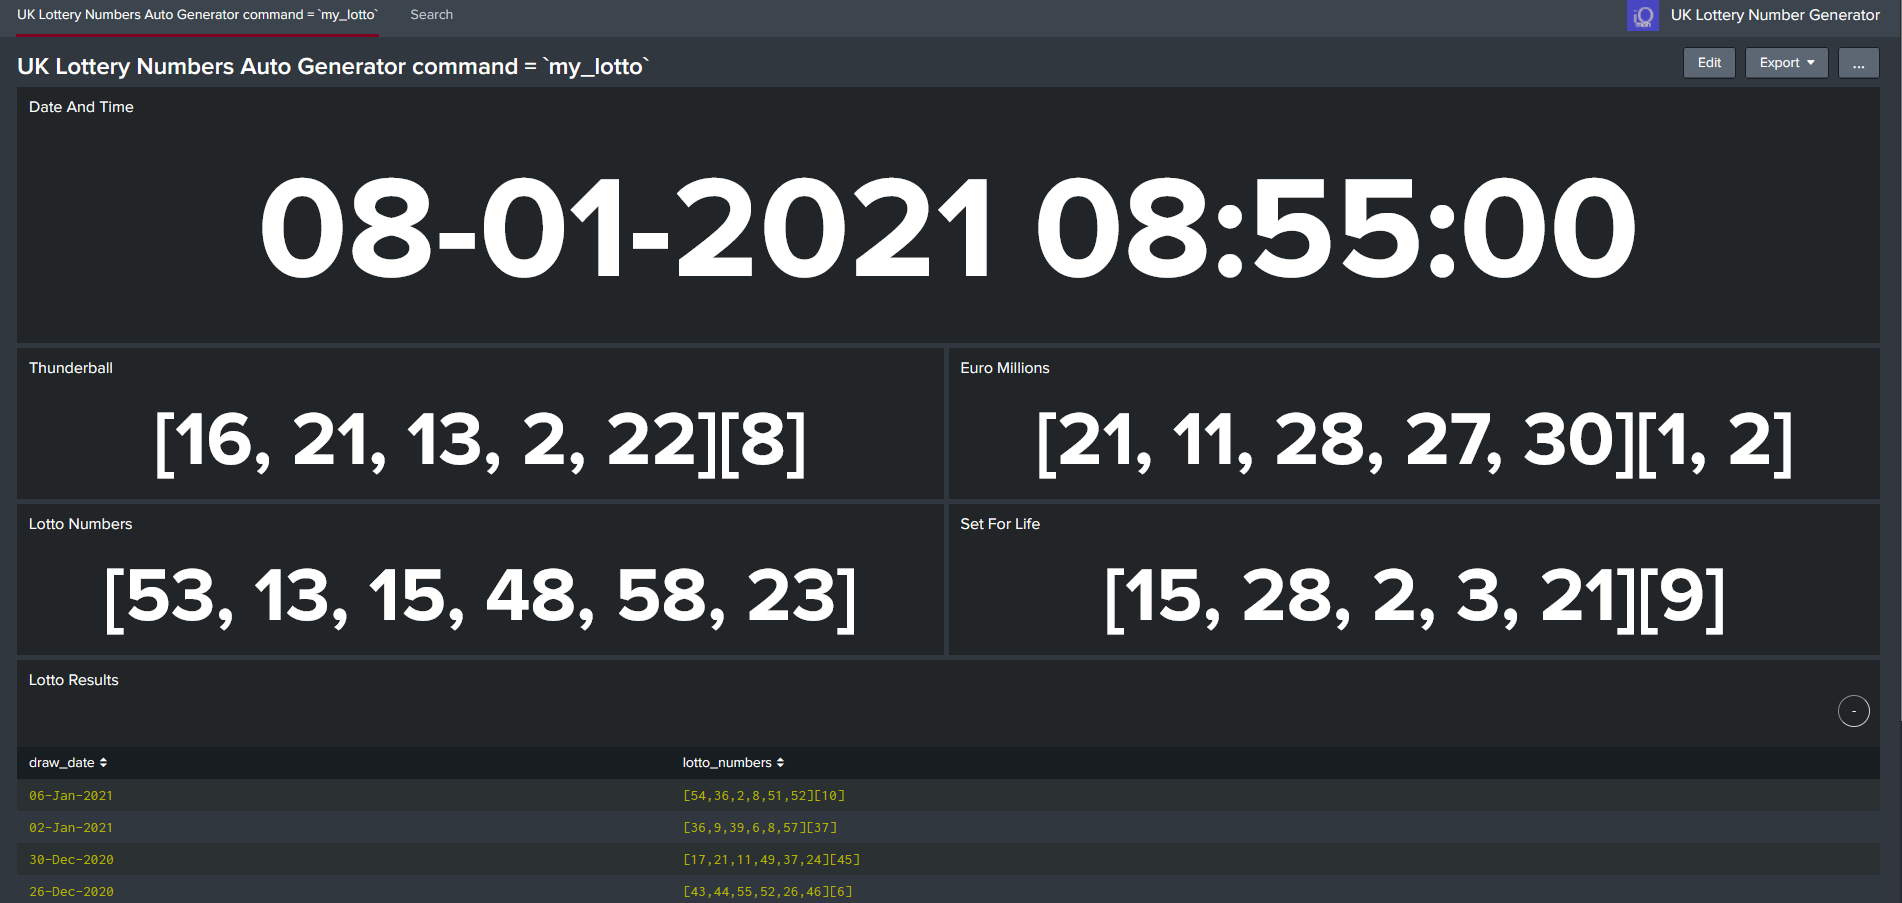 UK Lottery Numbers Auto Generator command = `my_lotto`
Search
UK Lottery Number Generator
UK Lottery Numbers Auto Generator command = `my_lotto`
Edit
Export
...
Date And Time
08-01-2021 08:55:00
Thunderball
[16, 21, 13, 2, 22][8]
Euro Millions
[21, 11, 28, 27, 30][1, 2]
Lotto Numbers
[53, 13, 15, 48, 58, 23]
Set For Life
[15, 28, 2, 3, 21][9]
Lotto Results
-
draw_date lotto_numbers
06-Jan-2021 [54,36,2,8,51,52][10]
02-Jan-2021 [36,9,39,6,8,57][37]
30-Dec-2020 [17,21,11,49,37,24][45]
26-Dec-2020 [43,44,55,52,26,46][6]